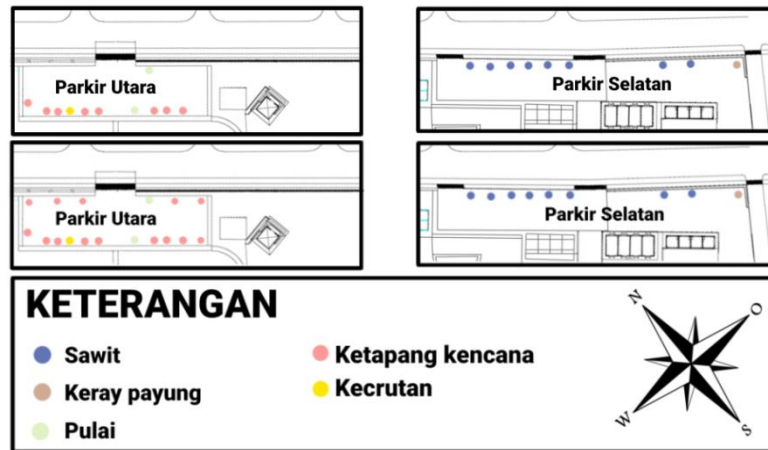 Parkir Utara
Parkir Selatan
Parkir Utara
Parkir Selatan
KETERANGAN
Sawit
Ketapang kencana
Keray payung
Kecrutan
Pulai
N
O
W
S